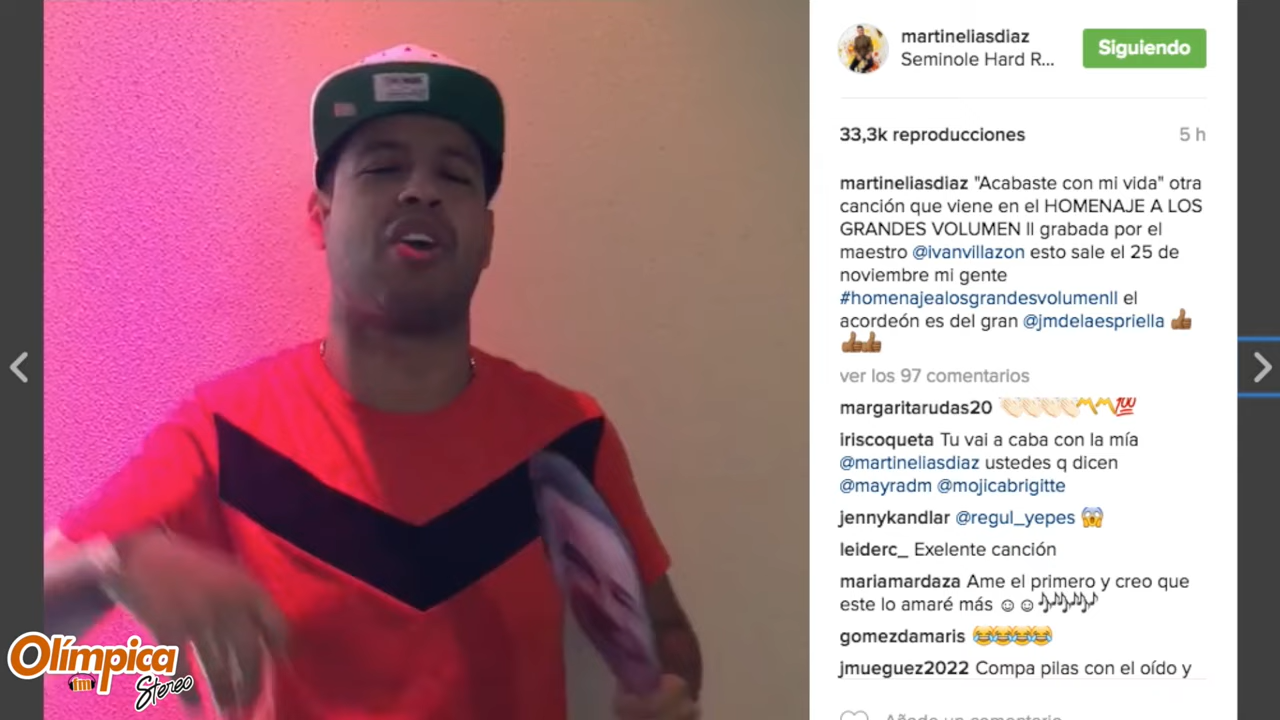 martineliasdiaz
Seminole Hard R...
Siguiendo
33,3k reproducciones
5 h
martineliasdiaz "Acabaste con mi vida" otra
canción que viene en el HOMENAJE A LOS
GRANDES VOLUMEN ll grabada por el
maestro @ivanvillazon esto sale el 25 de
noviembre mi gente
#homenajealosgrandesvolumenll el
acordeón es del gran @jmdelaespriella 👍🏾
👍🏾👍🏾
ver los 97 comentarios
margaritarudas20 👏🏻👏🏻👏🏻👏🏻〽️〽️💯
iriscoqueta Tu vai a caba con la mía
@martineliasdiaz ustedes q dicen
@mayradm @mojicabrigitte
jennykandlar @regul_yepes 😱
leiderc_ Exelente canción
mariamardaza Ame el primero y creo que
este lo amaré más ☺☺🎶🎶🎶
gomezdamaris 😂😂😂😂
jmueguez2022 Compa pilas con el oído y
Añade un comentario
Olímpica
fm
Stereo